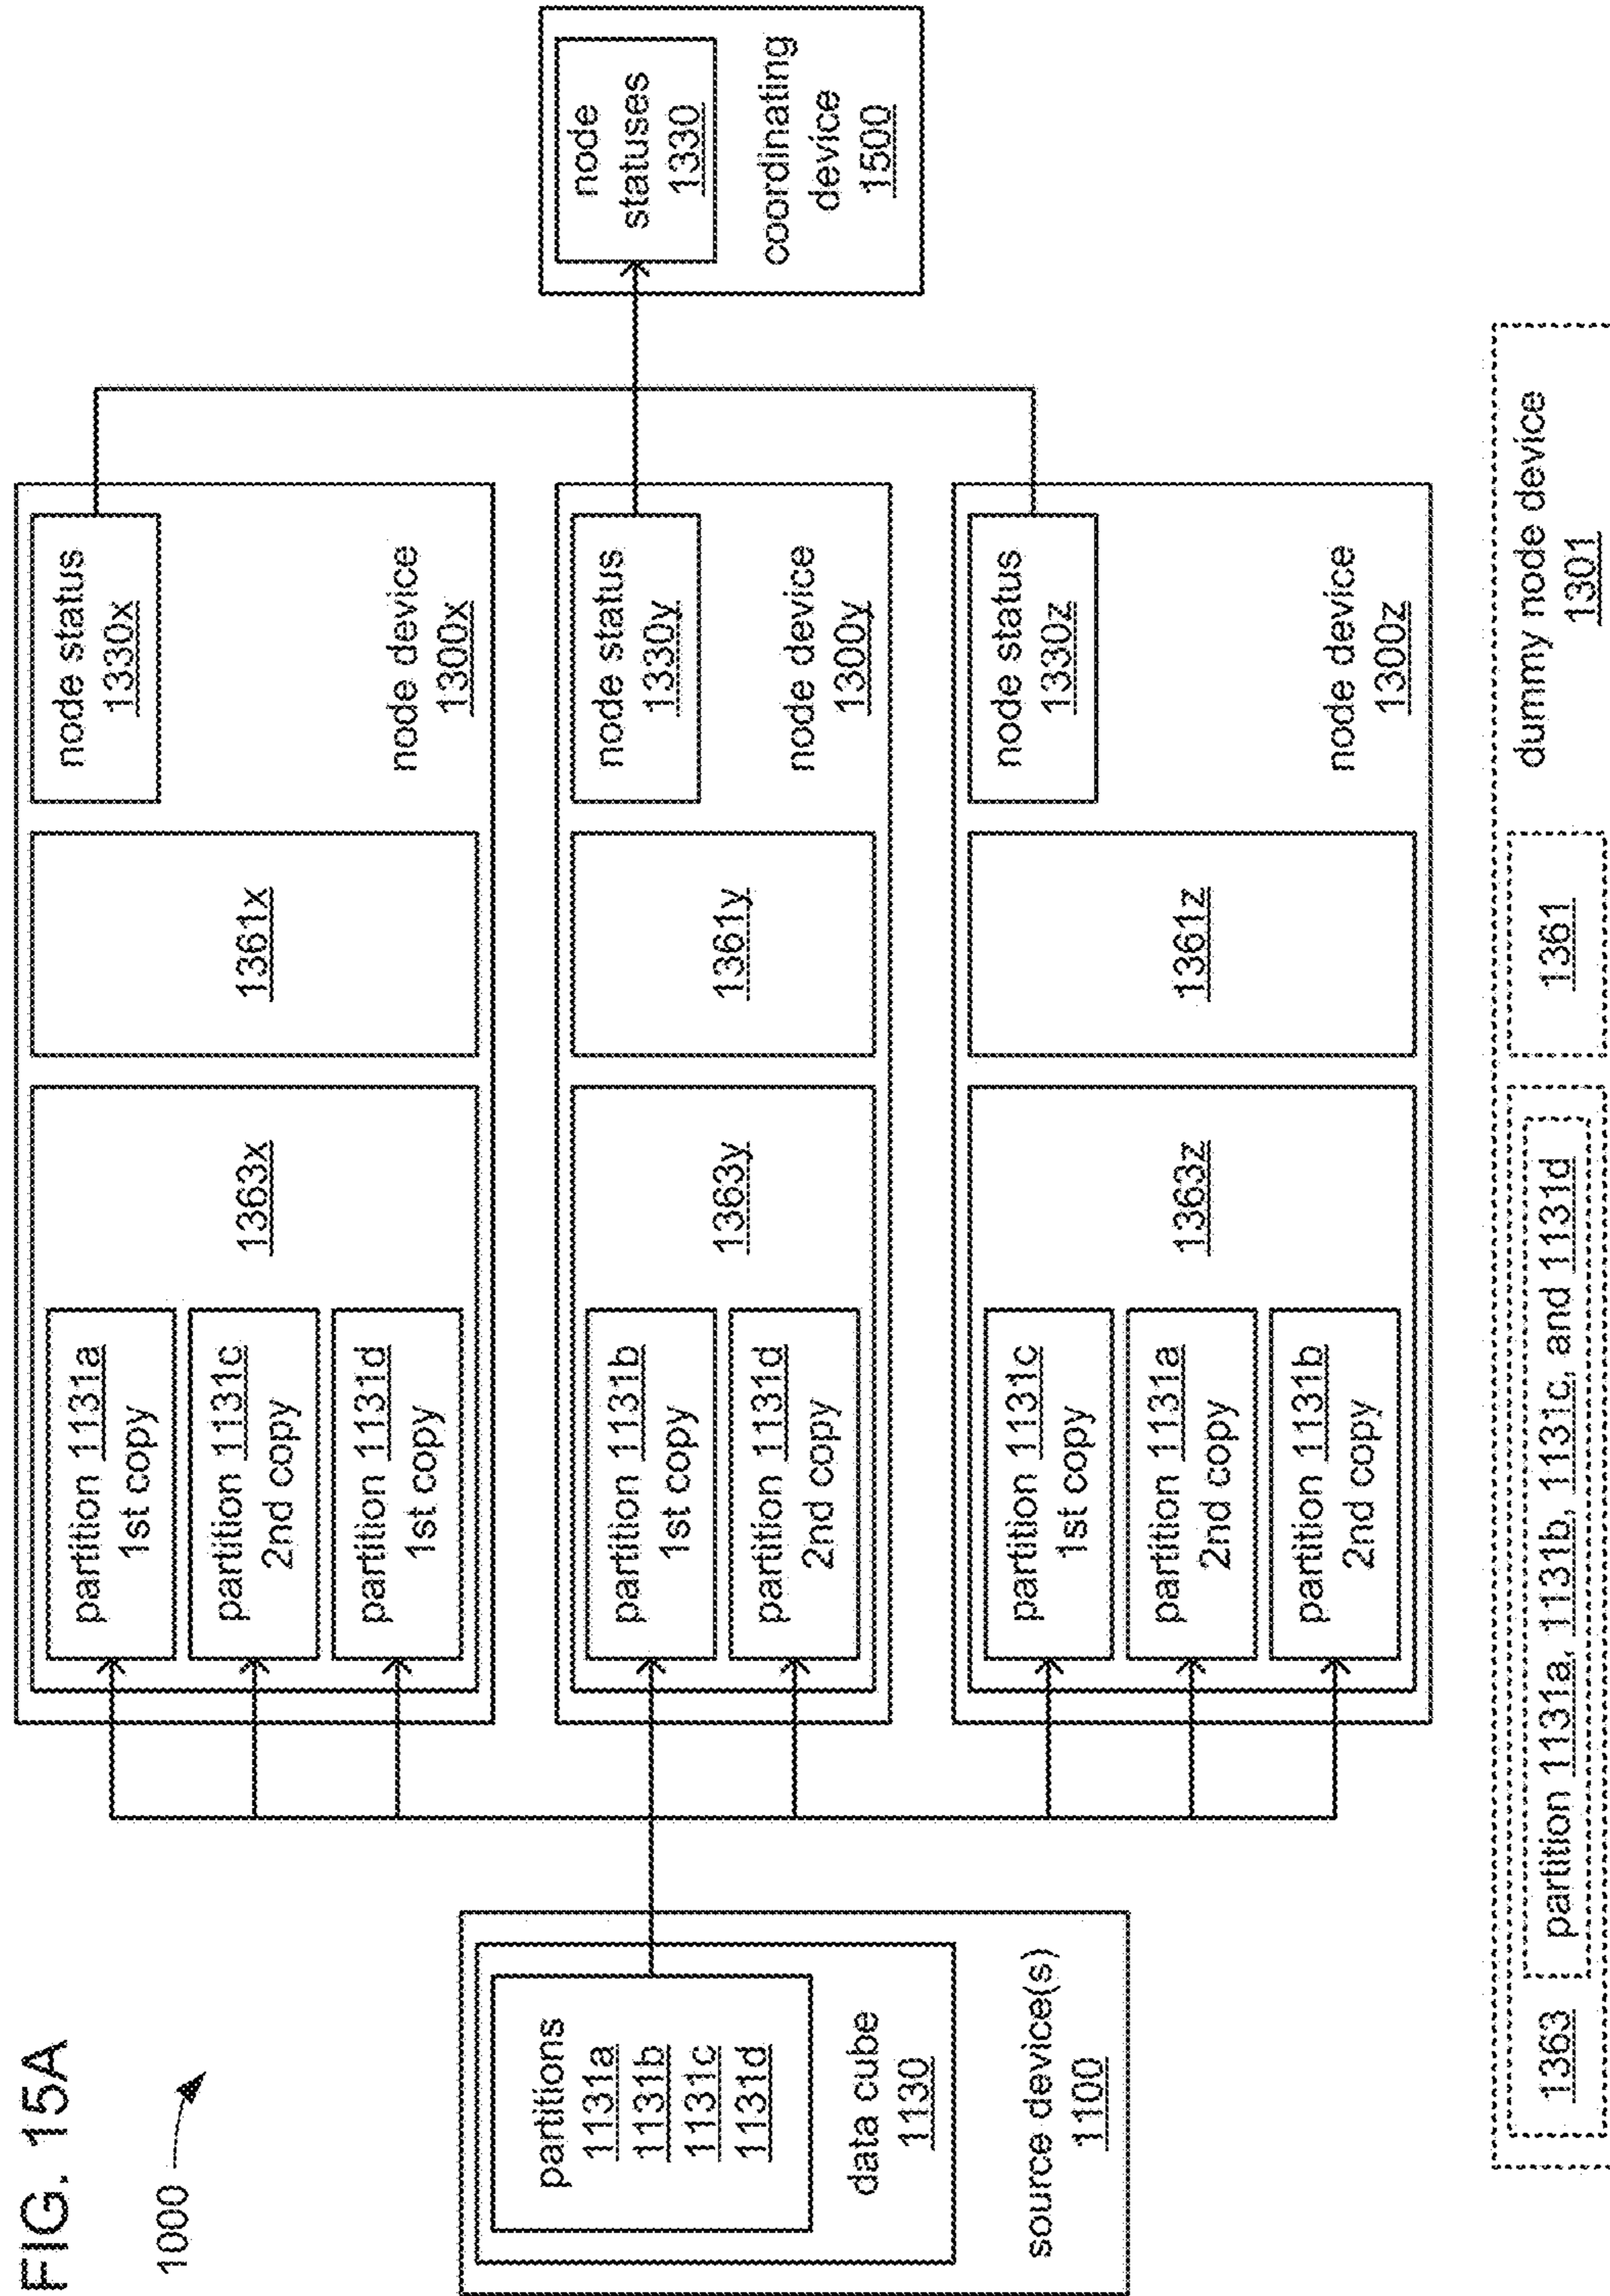 FIG. 15A
1000
partitions
1131a
1131b
1131c
1131d
data cube
1130
source device(s)
1100
partition 1131a
1st copy
partition 1131c
2nd copy
partition 1131d
1st copy
1363x
1361x
node status
1330x
node device
1300x
partition 1131b
1st copy
partition 1131d
2nd copy
1363y
1361y
node status
1330y
node device
1300y
partition 1131c
1st copy
partition 1131a
2nd copy
partition 1131b
2nd copy
1363z
1361z
node status
1330z
node device
1300z
node
statuses
1330
coordinating
device
1500
1363
partition 1131a, 1131b, 1131c, and 1131d
1361
dummy node device
1301